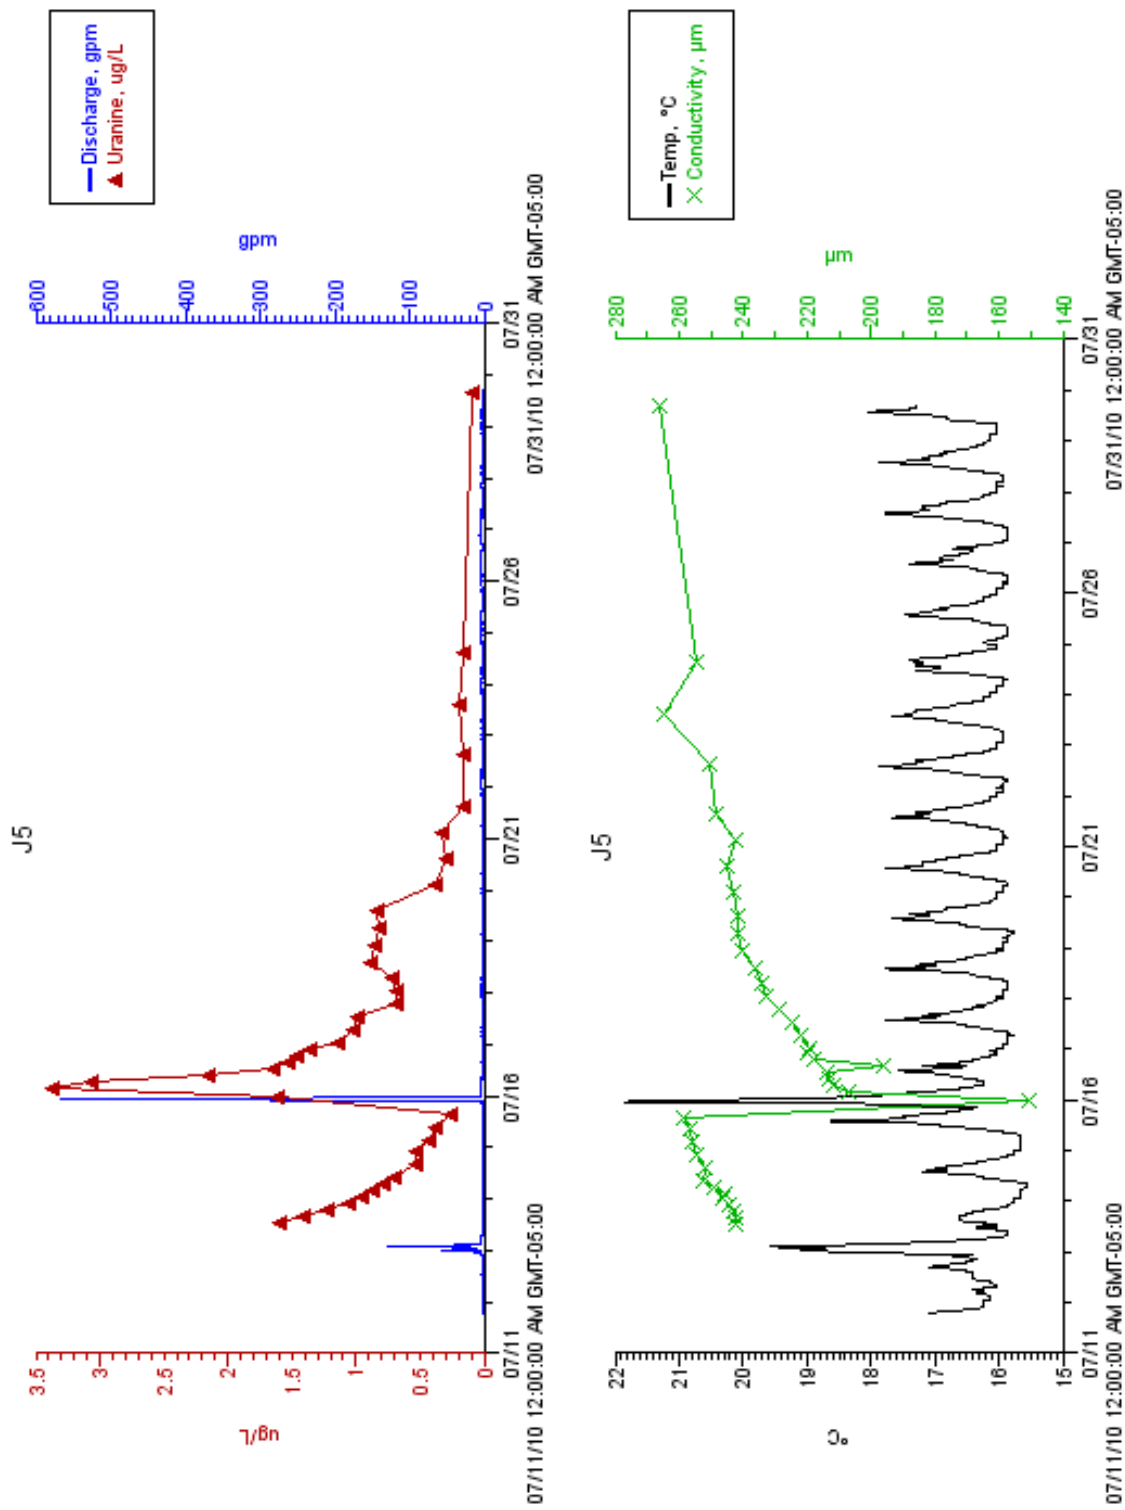 J5
Discharge, gpm
Uranine, ug/L
ug/L
3.5
3
2.5
2
1.5
1
0.5
0
gpm
600
500
400
300
200
100
0
07/11
07/16
07/21
07/26
07/31
07/11/10 12:00:00 AM GMT-05:00
07/31/10 12:00:00 AM GMT-05:00
J5
Temp, °C
Conductivity, µm
°C
22
21
20
19
18
17
16
15
µm
280
260
240
220
200
180
160
140
07/11
07/16
07/21
07/26
07/31
07/11/10 12:00:00 AM GMT-05:00
07/31/10 12:00:00 AM GMT-05:00